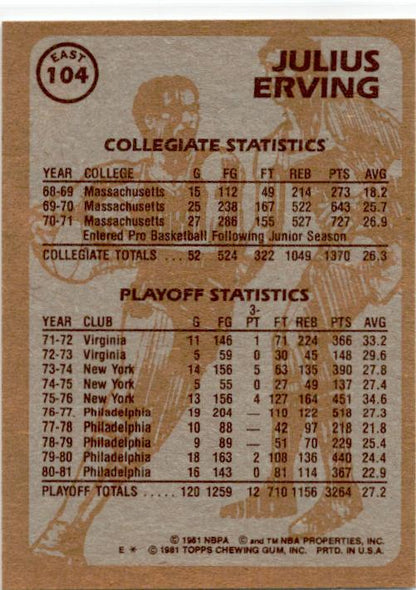 EAST
104
JULIUS
ERVING
COLLEGIATE STATISTICS
YEAR COLLEGE G FG FT REB PTS AVG
68-69 Massachusetts 15 112 49 214 273 18.2
69-70 Massachusetts 25 238 167 522 643 25.7
70-71 Massachusetts 27 286 155 527 727 26.9
Entered Pro Basketball Following Junior Season
COLLEGIATE TOTALS ... 52 524 322 1049 1370 26.3
PLAYOFF STATISTICS
YEAR CLUB G FG 3-PT FT REB PTS AVG
71-72 Virginia 11 146 1 71 224 366 33.2
72-73 Virginia 5 59 0 30 45 148 29.6
73-74 New York 14 156 5 63 135 390 27.8
74-75 New York 5 55 0 27 49 137 27.4
75-76 New York 13 156 4 127 164 451 34.6
76-77 Philadelphia 19 204 — 110 122 518 27.3
77-78 Philadelphia 10 88 — 42 97 218 21.8
78-79 Philadelphia 9 89 — 51 70 229 25.4
79-80 Philadelphia 18 163 2 108 136 440 24.4
80-81 Philadelphia 16 143 0 81 114 367 22.9
PLAYOFF TOTALS ..... 120 1259 12 710 1156 3264 27.2
© 1981 NBPA © and TM NBA PROPERTIES, INC.
E * © 1981 TOPPS CHEWING GUM, INC. PRTD. IN U.S.A.